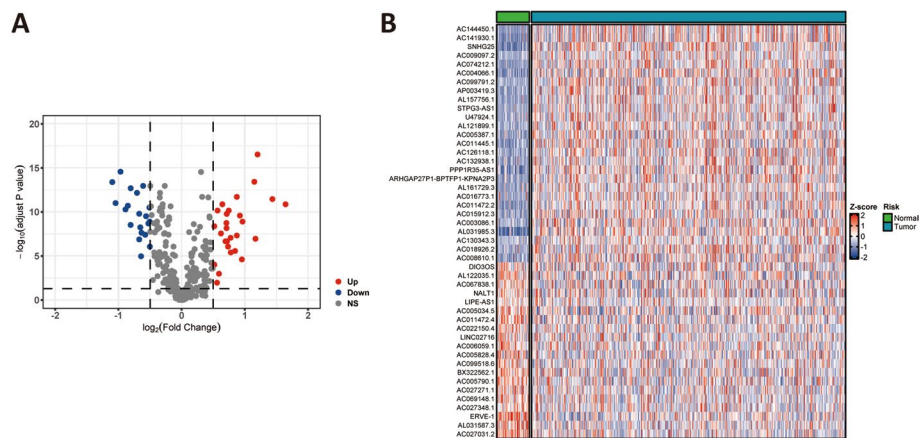 A
B
20
15
10
5
0
-2
-1
0
1
2
-log10(adjust P value)
log2(Fold Change)
Up
Down
NS
AC144450.1
AC141930.1
SNHG25
AC009097.2
AC074212.1
AC004066.1
AC099791.2
AP003419.3
AL157756.1
STPG3-AS1
U47924.1
AL121899.1
AC005387.1
AC011445.1
AC126118.1
AC132938.1
PPP1R35-AS1
ARHGAP27P1-BPTFP1-KPNA2P3
AL161729.3
AC016773.1
AC011472.2
AC015912.3
AC003086.1
AL031985.3
AC130343.3
AC018926.2
AC008610.1
DIO3OS
AL122035.1
AC067838.1
NALT1
LIPE-AS1
AC005034.5
AC011472.4
AC022150.4
LINC02716
AC006059.1
AC005828.4
AC099518.6
BX322562.1
AC005790.1
AC027271.1
AC069148.1
AC027348.1
ERVE-1
AL031587.3
AC027031.2
Z-score
2
1
0
-1
-2
Risk
Normal
Tumor